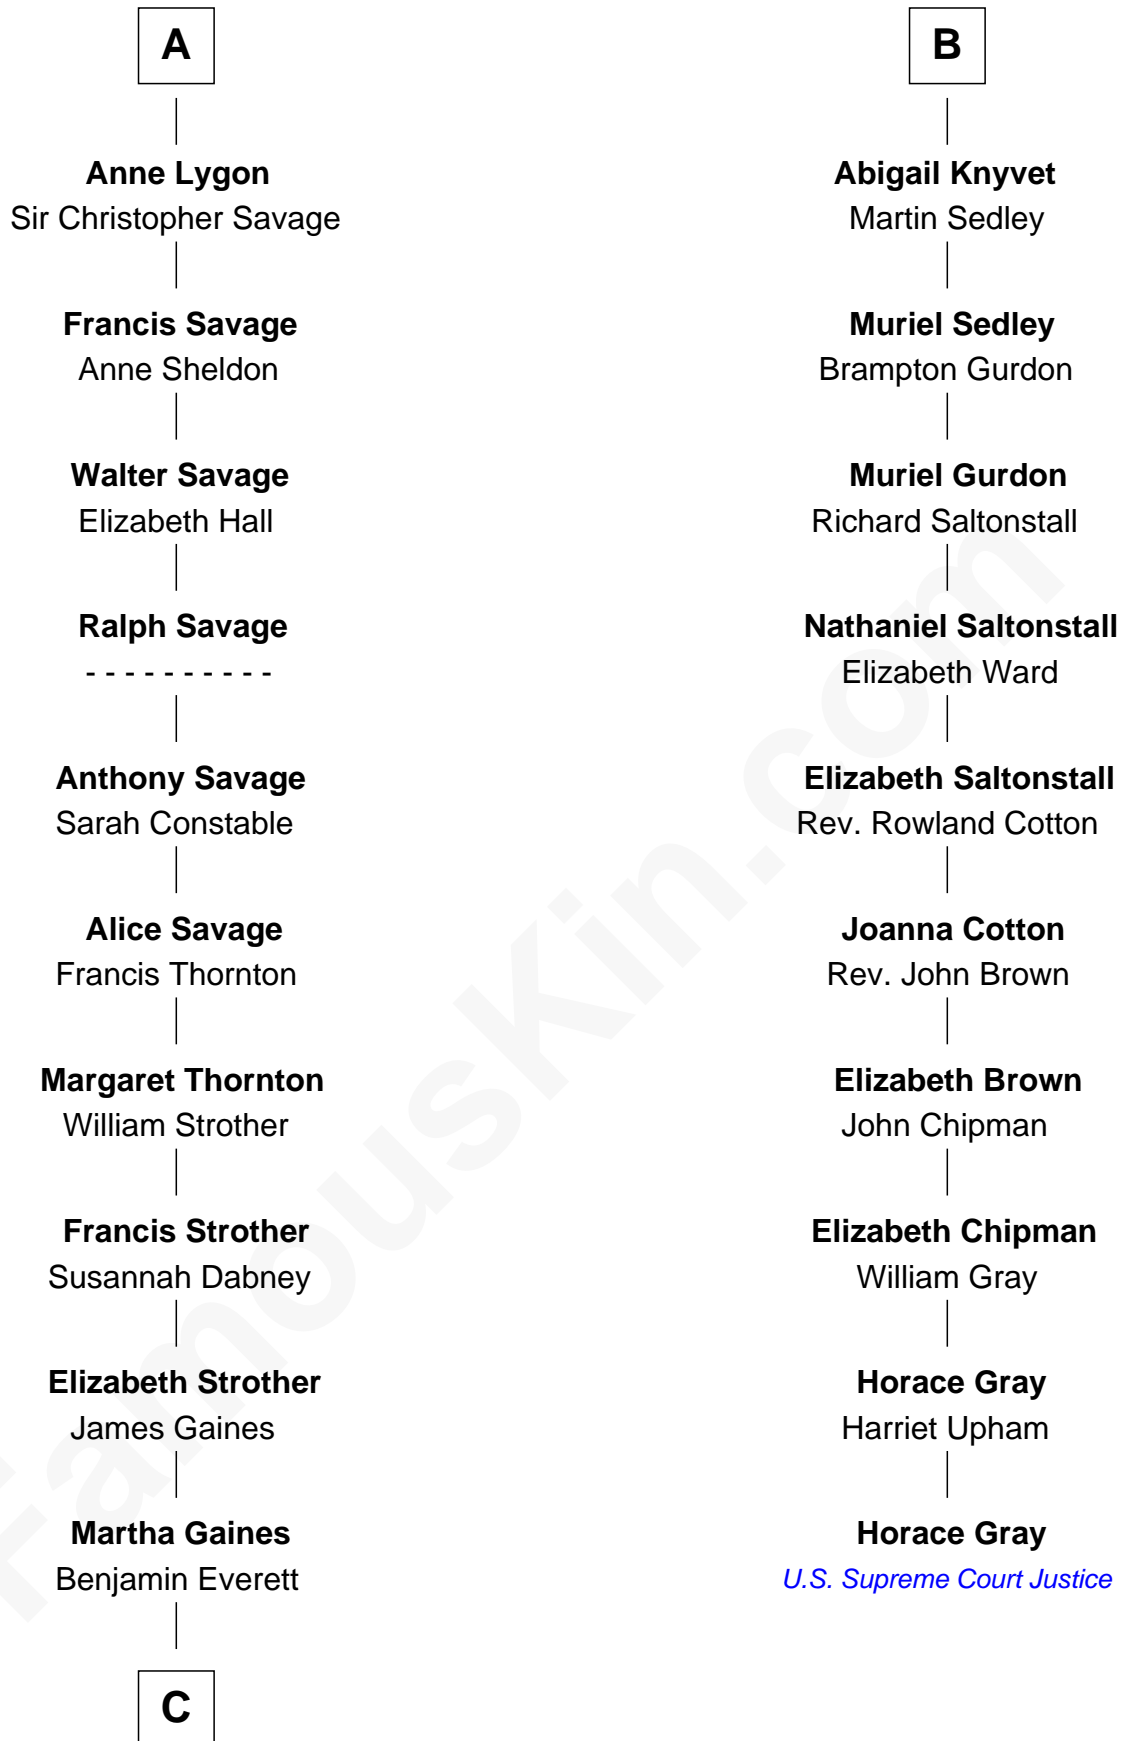 A
Anne Lygon
Sir Christopher Savage
Francis Savage
Anne Sheldon
Walter Savage
Elizabeth Hall
Ralph Savage
- - - - - - - - - -
Anthony Savage
Sarah Constable
Alice Savage
Francis Thornton
Margaret Thornton
William Strother
Francis Strother
Susannah Dabney
Elizabeth Strother
James Gaines
Martha Gaines
Benjamin Everett
C
B
Abigail Knyvet
Martin Sedley
Muriel Sedley
Brampton Gurdon
Muriel Gurdon
Richard Saltonstall
Nathaniel Saltonstall
Elizabeth Ward
Elizabeth Saltonstall
Rev. Rowland Cotton
Joanna Cotton
Rev. John Brown
Elizabeth Brown
John Chipman
Elizabeth Chipman
William Gray
Horace Gray
Harriet Upham
Horace Gray
U.S. Supreme Court Justice
FamousKin.com